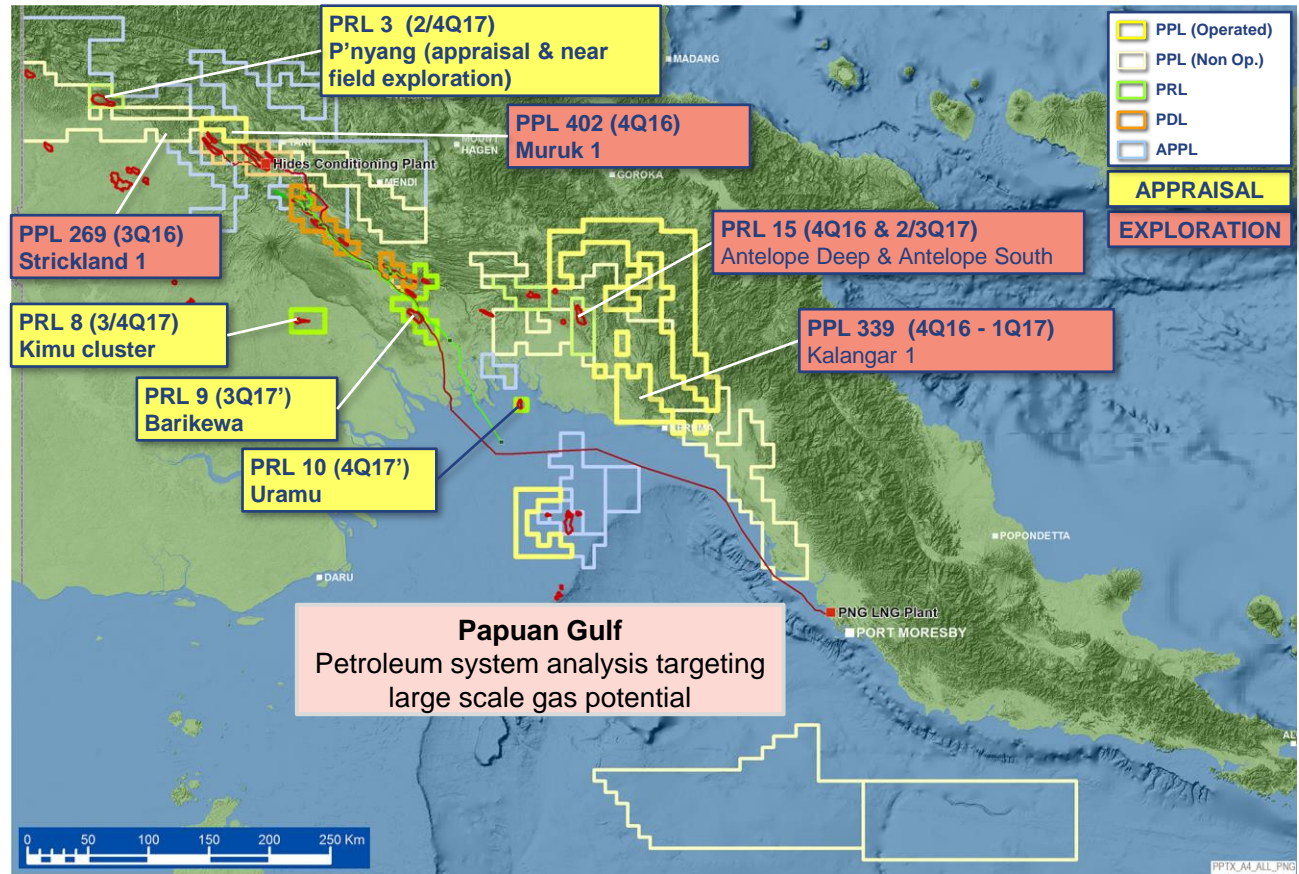 PRL 3 (2/4Q17)
P'nyang (appraisal & near
field exploration)
MADANG
PPL (Operated)
PPL (Non Op.)
PRL
PDL
APPL
APPRAISAL
EXPLORATION
PPL 402 (4Q16)
Muruk 1
HAGEN
TARI
Hides Conditioning Plant
MENDI
GOROKA
PPL 269 (3Q16)
Strickland 1
PRL 15 (4Q16 & 2/3Q17)
Antelope Deep & Antelope South
PRL 8 (3/4Q17)
Kimu cluster
PPL 339 (4Q16 - 1Q17)
Kalangar 1
PRL 9 (3Q17')
Barikewa
PRL 10 (4Q17')
Uramu
POPONDETTA
DARU
PNG LNG Plant
PORT MORESBY
Papuan Gulf
Petroleum system analysis targeting
large scale gas potential
0 50 100 150 200 250 Km
PPTX_A4_ALL_PNG